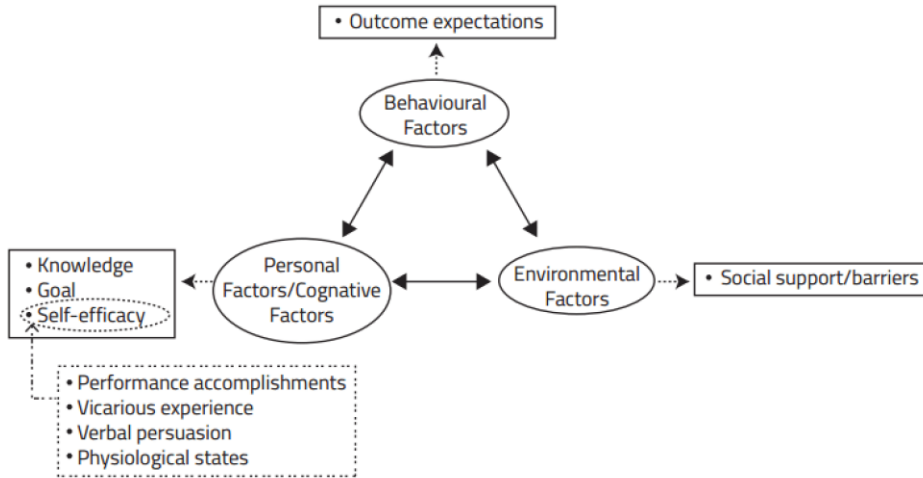 • Outcome expectations
Behavioural
Factors
• Knowledge
• Goal
• Self-efficacy
Personal
Factors/Cognative
Factors
Environmental
Factors
• Social support/barriers
• Performance accomplishments
• Vicarious experience
• Verbal persuasion
• Physiological states